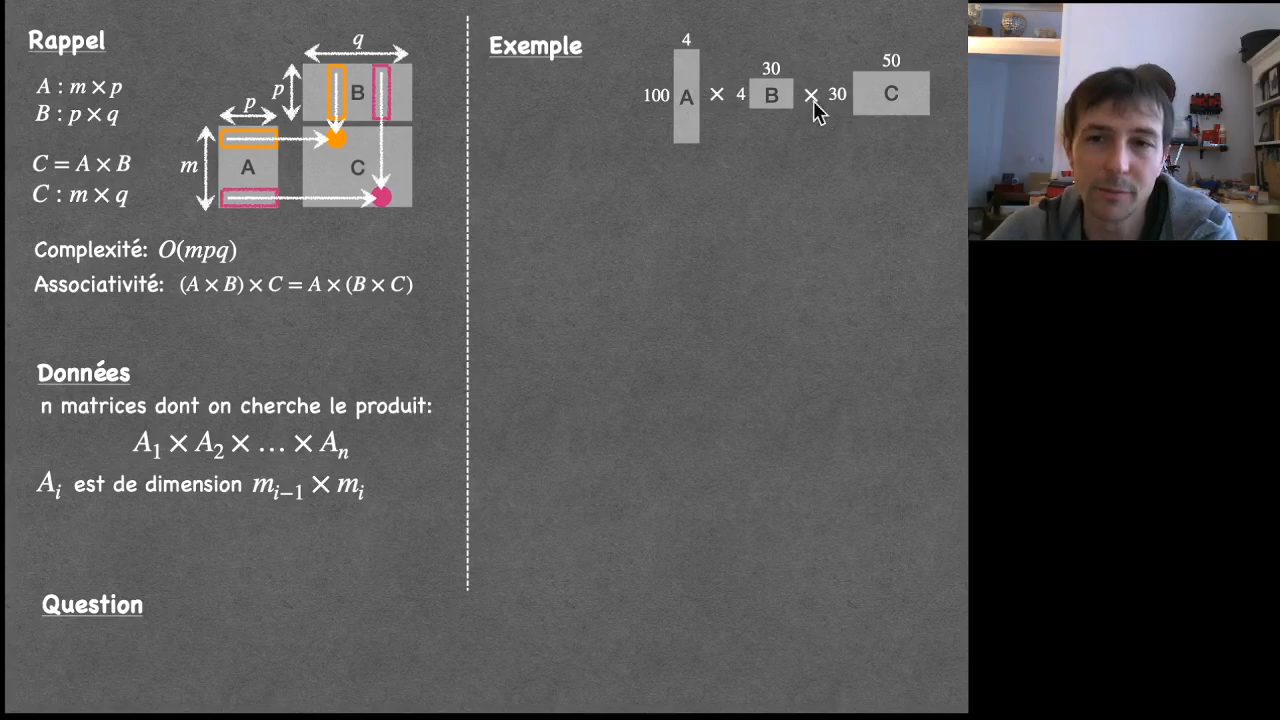 Rappel
A : m × p
B : p × q
C = A × B
C : m × q
q
p
B
p
m
A
C
Complexité: O(mpq)
Associativité: (A × B) × C = A × (B × C)
Données
n matrices dont on cherche le produit:
A₁ × A₂ × … × Aₙ
Aᵢ est de dimension mᵢ₋₁ × mᵢ
Question
Exemple
4
30
50
100 A × 4 B × 30 C